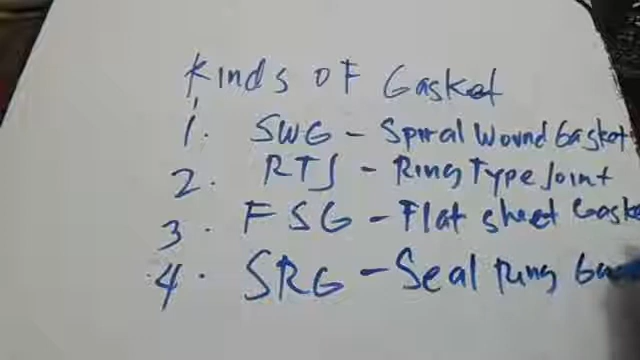 Kinds OF Gasket
1. SWG - Spiral Wound Gasket
2. RTJ - Ring Type Joint
3. FSG - Flat sheet Gaske
4. SRG - Seal Ring